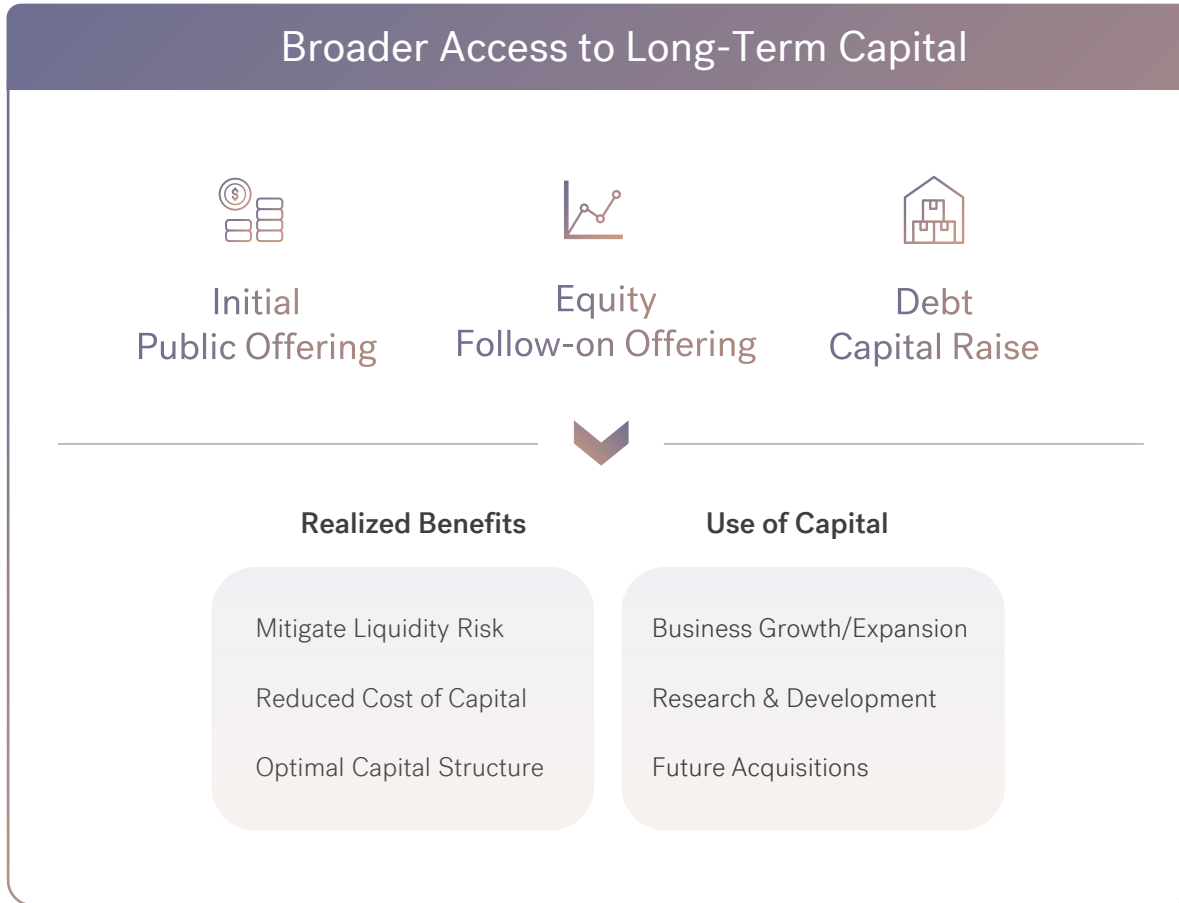 Broader Access to Long-Term Capital
$
Initial
Public Offering
Equity
Follow-on Offering
Debt
Capital Raise
Realized Benefits
Mitigate Liquidity Risk
Reduced Cost of Capital
Optimal Capital Structure
Use of Capital
Business Growth/Expansion
Research & Development
Future Acquisitions